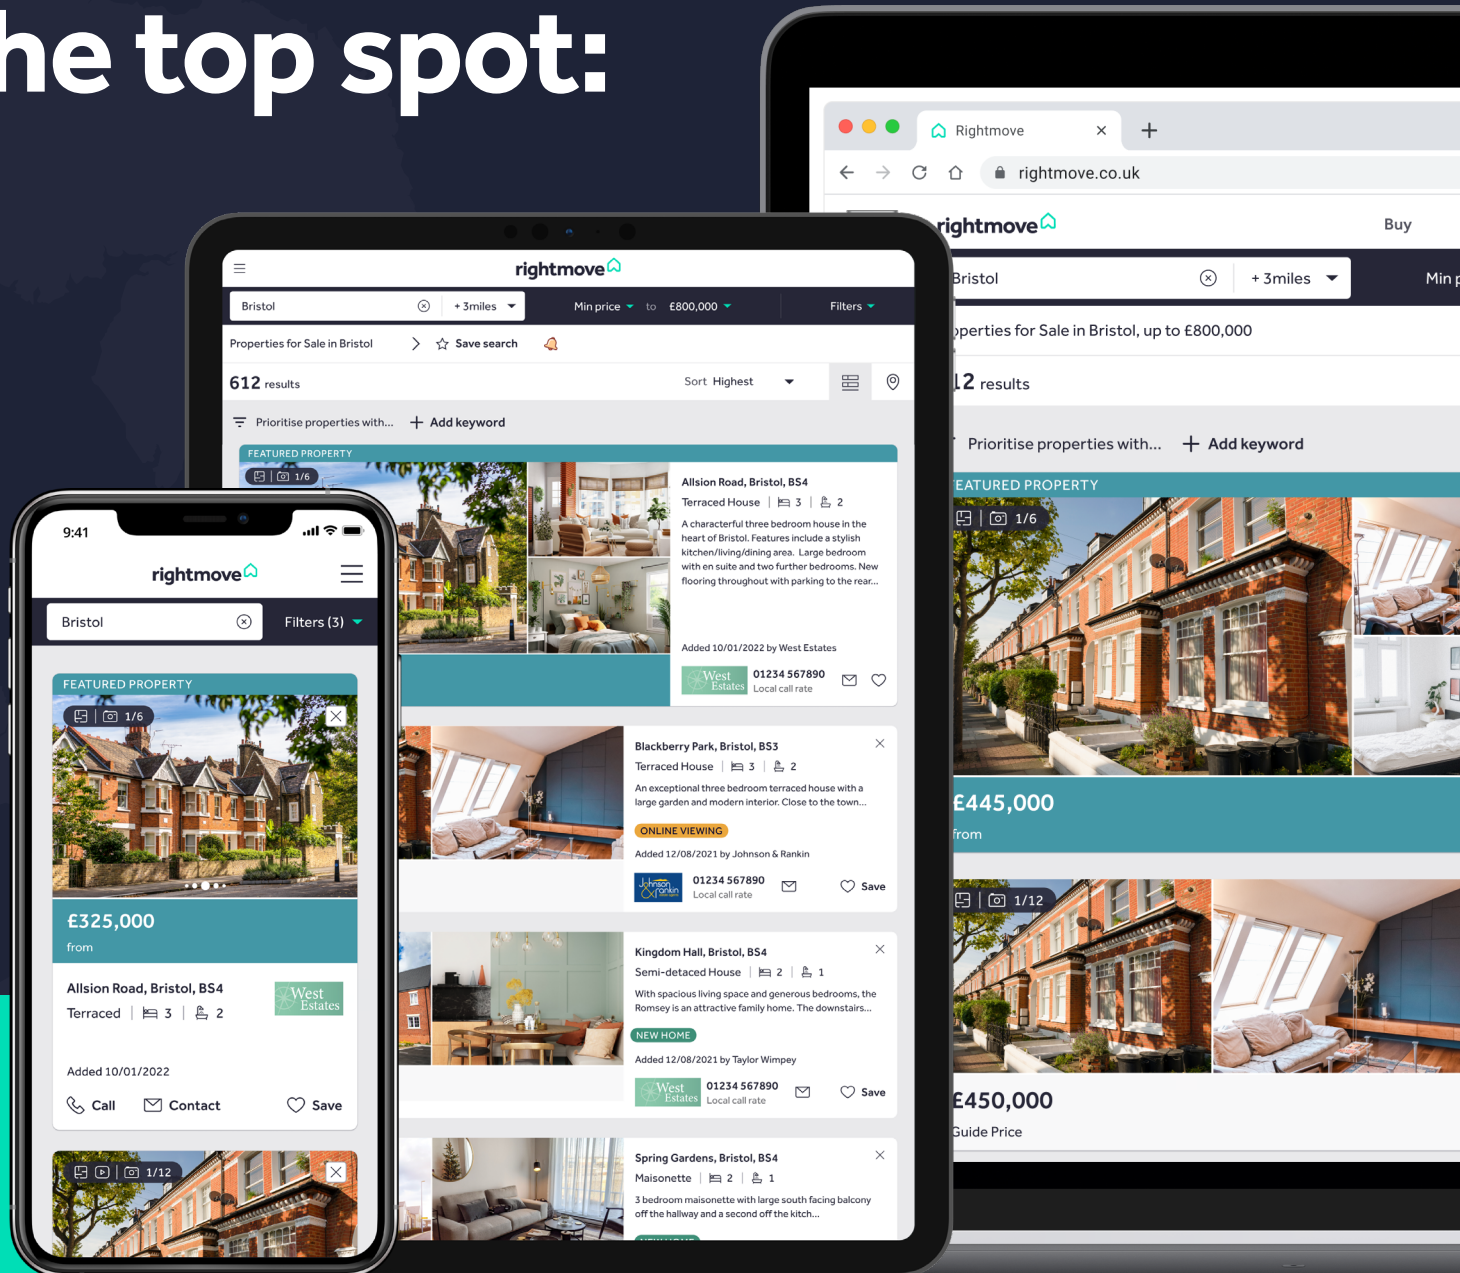 he top spot:
Rightmove
rightmove.co.uk
rightmove
Buy
Bristol
+ 3miles
Min p
operties for Sale in Bristol, up to £800,000
12 results
Prioritise properties with...
Add keyword
FEATURED PROPERTY
1/6
£445,000
from
1/12
£450,000
Guide Price
rightmove
Bristol
+ 3miles
Min price to £800,000
Filters
Properties for Sale in Bristol
Save search
612 results
Sort Highest
Prioritise properties with...
Add keyword
FEATURED PROPERTY
1/6
Allsion Road, Bristol, BS4
Terraced House | 3 | 2
A characterful three bedroom house in the
heart of Bristol. Features include a stylish
kitchen/living/dining area. Large bedroom
with en suite and two further bedrooms. New
flooring throughout with parking to the rear...
Added 10/01/2022 by West Estates
West
Estates
01234 567890
Local call rate
Blackberry Park, Bristol, BS3
Terraced House | 3 | 2
An exceptional three bedroom terraced house with a
large garden and modern interior. Close to the town...
ONLINE VIEWING
Added 12/08/2021 by Johnson & Rankin
Johnson
& rankin
01234 567890
Local call rate
Save
Kingdom Hall, Bristol, BS4
Semi-detaced House | 2 | 1
With spacious living space and generous bedrooms, the
Romsey is an attractive family home. The downstairs...
NEW HOME
Added 12/08/2021 by Taylor Wimpey
West
Estates
01234 567890
Local call rate
Save
Spring Gardens, Bristol, BS4
Maisonette | 2 | 1
3 bedroom maisonette with large south facing balcony
off the hallway and a second off the kitch...
NEW HOME
9:41
rightmove
Bristol
Filters (3)
FEATURED PROPERTY
1/6
£325,000
from
Allsion Road, Bristol, BS4
Terraced | 3 | 2
West
Estates
Added 10/01/2022
Call
Contact
Save
1/12